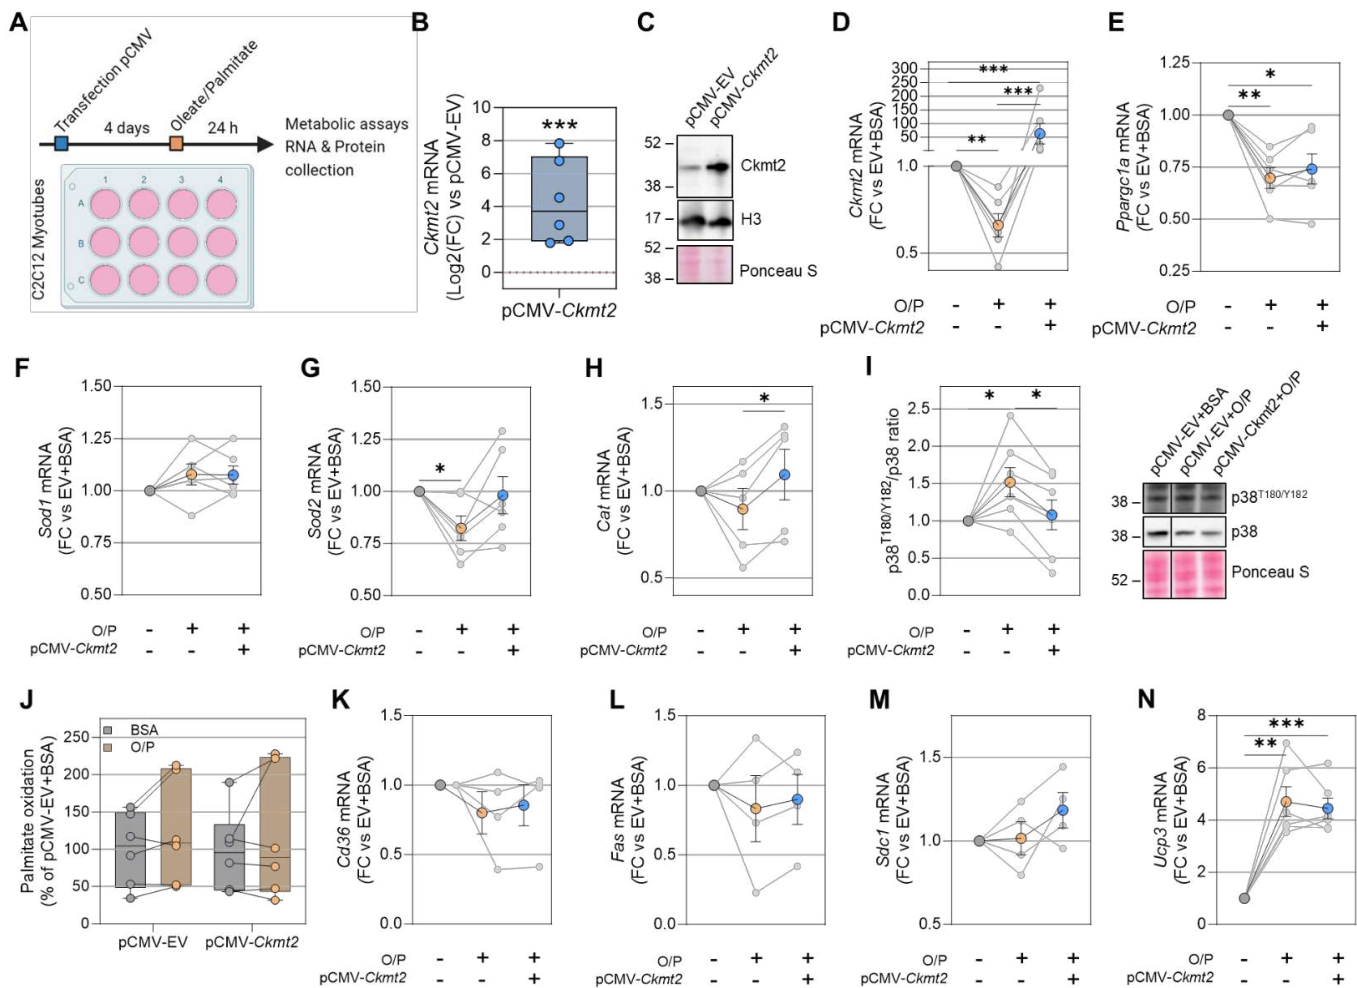 A
Transfection pCMV
Oleate/Palmitate
4 days
24 h
Metabolic assays
RNA & Protein
collection
C2C12 Myotubes
1 2 3 4
A
B
C
B
Ckmt2 mRNA
(Log2(FC) vs pCMV-EV)
10
8
6
4
2
0
***
pCMV-Ckmt2
C
pCMV-EV
pCMV-Ckmt2
52
38
Ckmt2
17
H3
52
38
Ponceau S
D
Ckmt2 mRNA
(FC vs EV+BSA)
300
250
200
150
100
50
1.0
0.5
***
***
**
O/P - + +
pCMV-Ckmt2 - - +
E
Ppargc1a mRNA
(FC vs EV+BSA)
1.25
1.00
0.75
0.50
0.25
*
**
O/P - + +
pCMV-Ckmt2 - - +
F
Sod1 mRNA
(FC vs EV+BSA)
1.50
1.25
1.00
0.75
0.50
O/P - + +
pCMV-Ckmt2 - - +
G
Sod2 mRNA
(FC vs EV+BSA)
1.50
1.25
1.00
0.75
0.50
*
O/P - + +
pCMV-Ckmt2 - - +
H
Cat mRNA
(FC vs EV+BSA)
1.5
1.0
0.5
*
O/P - + +
pCMV-Ckmt2 - - +
I
p38T180/Y182/p38 ratio
2.5
2.0
1.5
1.0
0.5
0.0
* *
O/P - + +
pCMV-Ckmt2 - - +
pCMV-EV+BSA
pCMV-EV+O/P
pCMV-Ckmt2+O/P
38
p38T180/Y182
38
p38
52
Ponceau S
J
Palmitate oxidation
(% of pCMV-EV+BSA)
BSA
O/P
250
200
150
100
50
0
pCMV-EV pCMV-Ckmt2
K
Cd36 mRNA
(FC vs EV+BSA)
1.5
1.0
0.5
0.0
O/P - + +
pCMV-Ckmt2 - - +
L
Fas mRNA
(FC vs EV+BSA)
1.5
1.0
0.5
0.0
O/P - + +
pCMV-Ckmt2 - - +
M
Sdc1 mRNA
(FC vs EV+BSA)
1.5
1.0
0.5
O/P - + +
pCMV-Ckmt2 - - +
N
Ucp3 mRNA
(FC vs EV+BSA)
8
6
4
2
0
***
**
O/P - + +
pCMV-Ckmt2 - - +